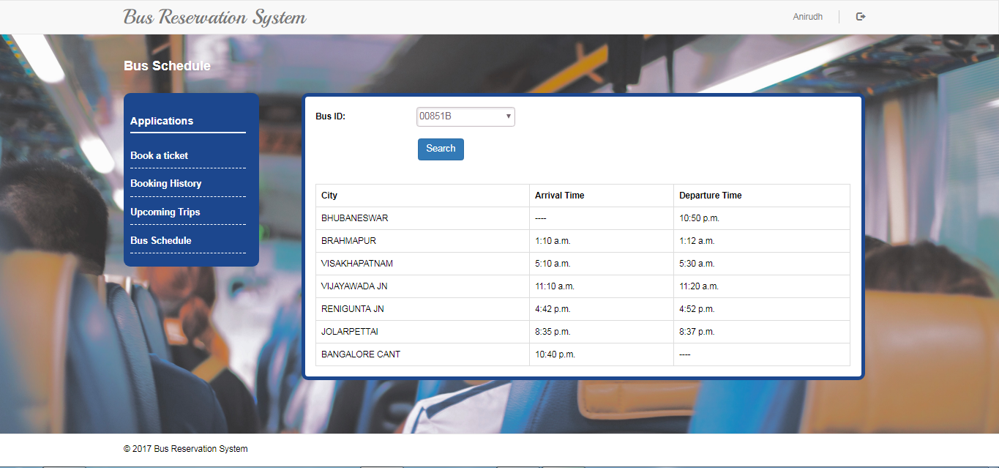 Bus Reservation System
Anirudh
Bus Schedule
Applications
Book a ticket
Booking History
Upcoming Trips
Bus Schedule
Bus ID: 00851B
Search
City Arrival Time Departure Time
BHUBANESWAR ---- 10:50 p.m.
BRAHMAPUR 1:10 a.m. 1:12 a.m.
VISAKHAPATNAM 5:10 a.m. 5:30 a.m.
VIJAYAWADA JN 11:10 a.m. 11:20 a.m.
RENIGUNTA JN 4:42 p.m. 4:52 p.m.
JOLARPETTAI 8:35 p.m. 8:37 p.m.
BANGALORE CANT 10:40 p.m. ----
© 2017 Bus Reservation System